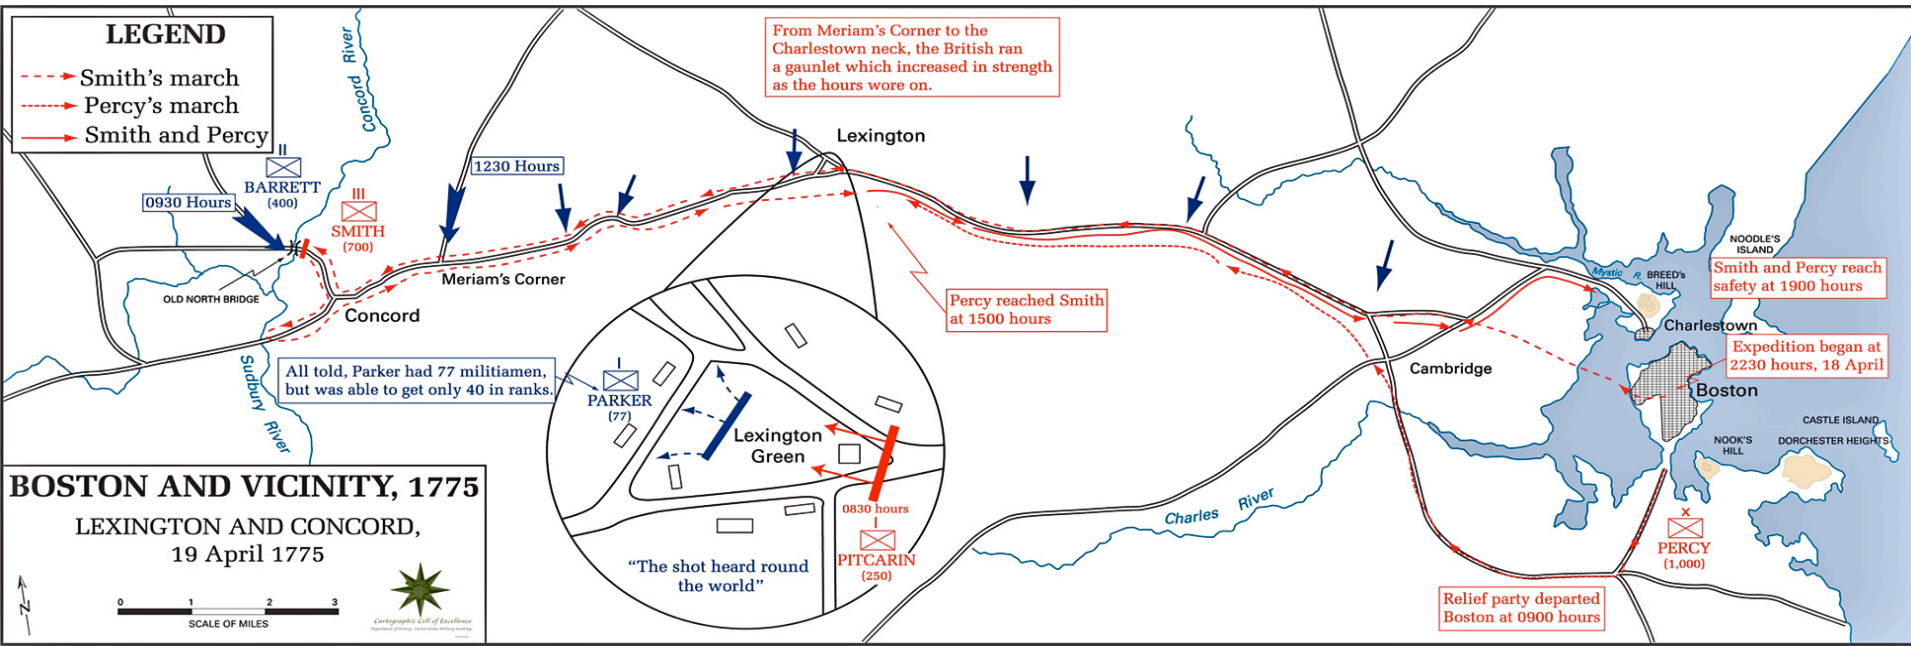 LEGEND
Smith's march
Percy's march
Smith and Percy
Concord River
II
BARRETT
(400)
0930 Hours
III
SMITH
(700)
1230 Hours
From Meriam's Corner to the
Charlestown neck, the British ran
a gaunlet which increased in strength
as the hours wore on.
Lexington
OLD NORTH BRIDGE
Meriam's Corner
Concord
Sudbury River
All told, Parker had 77 militiamen,
but was able to get only 40 in ranks.
I
PARKER
(77)
Lexington
Green
0830 hours
I
PITCARIN
(250)
“The shot heard round
the world”
Percy reached Smith
at 1500 hours
NOODLE'S
ISLAND
Mystic R.
BREED's
HILL
Smith and Percy reach
safety at 1900 hours
Charlestown
Expedition began at
2230 hours, 18 April
Cambridge
Boston
CASTLE ISLAND
NOOK'S
HILL
DORCHESTER HEIGHTS
Charles River
X
PERCY
(1,000)
Relief party departed
Boston at 0900 hours
BOSTON AND VICINITY, 1775
LEXINGTON AND CONCORD,
19 April 1775
N
0 1 2 3
SCALE OF MILES
Cartographic Cell of Excellence
Department of History, United States Military Academy